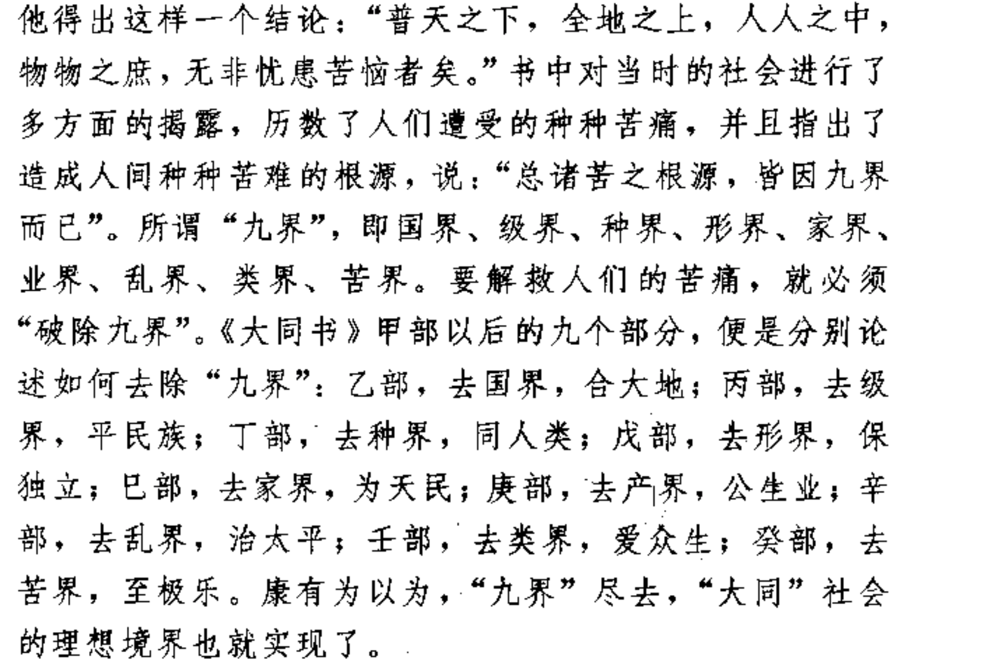 他得出这样一个结论：“普天之下，全地之上，人人之中，
物物之庶，无非忧患苦恼者矣。”书中对当时的社会进行了
多方面的揭露，历数了人们遭受的种种苦痛，并且指出了
造成人间种种苦难的根源，说：“总诸苦之根源，皆因九界
而已”。所谓“九界”，即国界、级界、种界、形界、家界、
业界、乱界、类界、苦界。要解救人们的苦痛，就必须
“破除九界”。《大同书》甲部以后的九个部分，便是分别论
述如何去除“九界”：乙部，去国界，合大地；丙部，去级
界，平民族；丁部，去种界，同人类；戊部，去形界，保
独立；巳部，去家界，为天民；庚部，去产界，公生业；辛
部，去乱界，治太平；壬部，去类界，爱众生；癸部，去
苦界，至极乐。康有为以为，“九界”尽去，“大同”社会
的理想境界也就实现了。